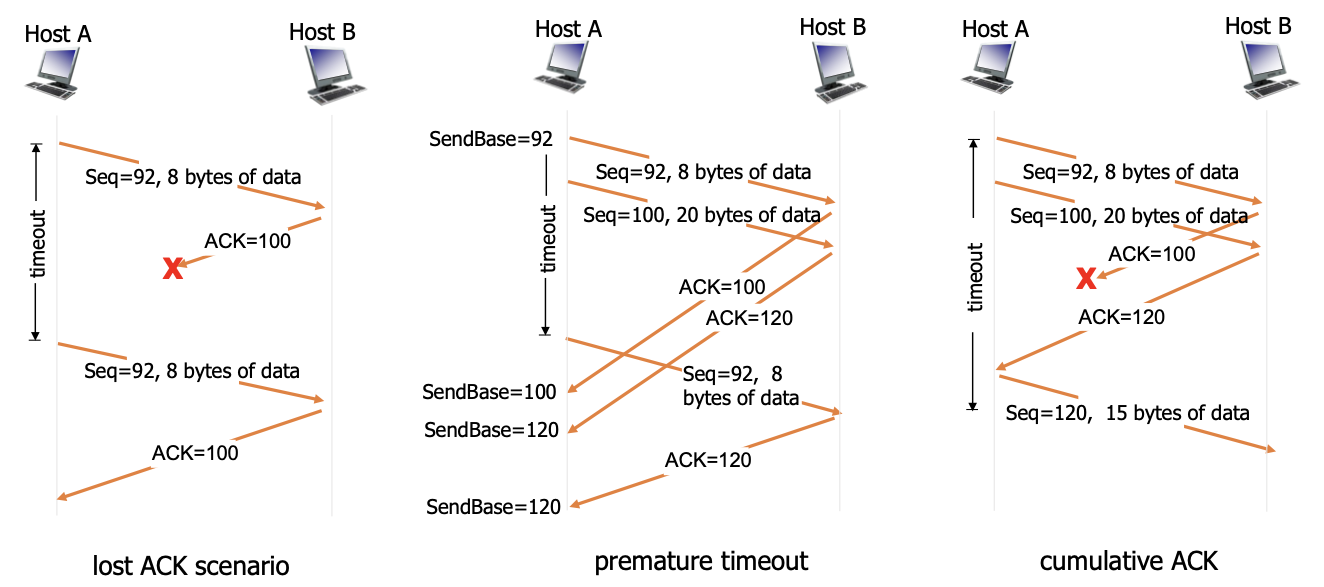 Host A
Host B
timeout
Seq=92, 8 bytes of data
ACK=100
X
Seq=92, 8 bytes of data
ACK=100
lost ACK scenario
Host A
Host B
SendBase=92
timeout
Seq=92, 8 bytes of data
Seq=100, 20 bytes of data
ACK=100
ACK=120
Seq=92, 8
bytes of data
SendBase=100
SendBase=120
ACK=120
SendBase=120
premature timeout
Host A
Host B
timeout
Seq=92, 8 bytes of data
Seq=100, 20 bytes of data
ACK=100
X
ACK=120
Seq=120, 15 bytes of data
cumulative ACK